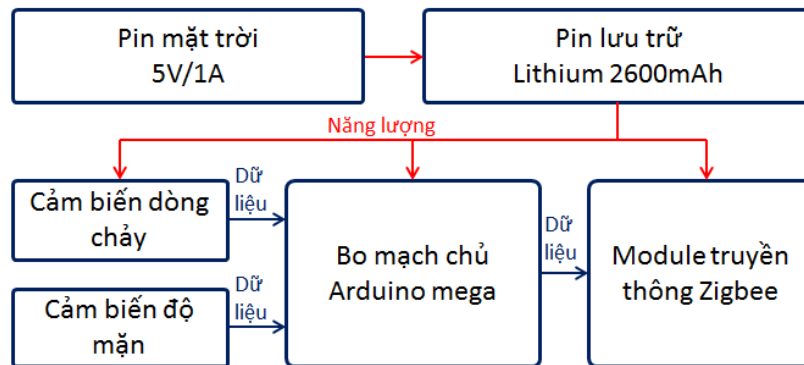 Pin mặt trời
5V/1A
Pin lưu trữ
Lithium 2600mAh
Năng lượng
Cảm biến dòng
chảy
Dữ
liệu
Cảm biến độ
mặn
Dữ
liệu
Bo mạch chủ
Arduino mega
Dữ
liệu
Module truyền
thông Zigbee